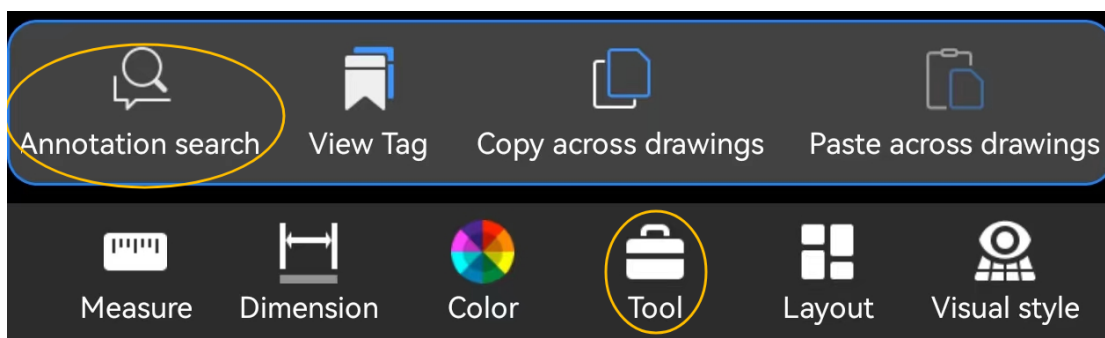 Annotation search
View Tag
Copy across drawings
Paste across drawings
Measure
Dimension
Color
Tool
Layout
Visual style